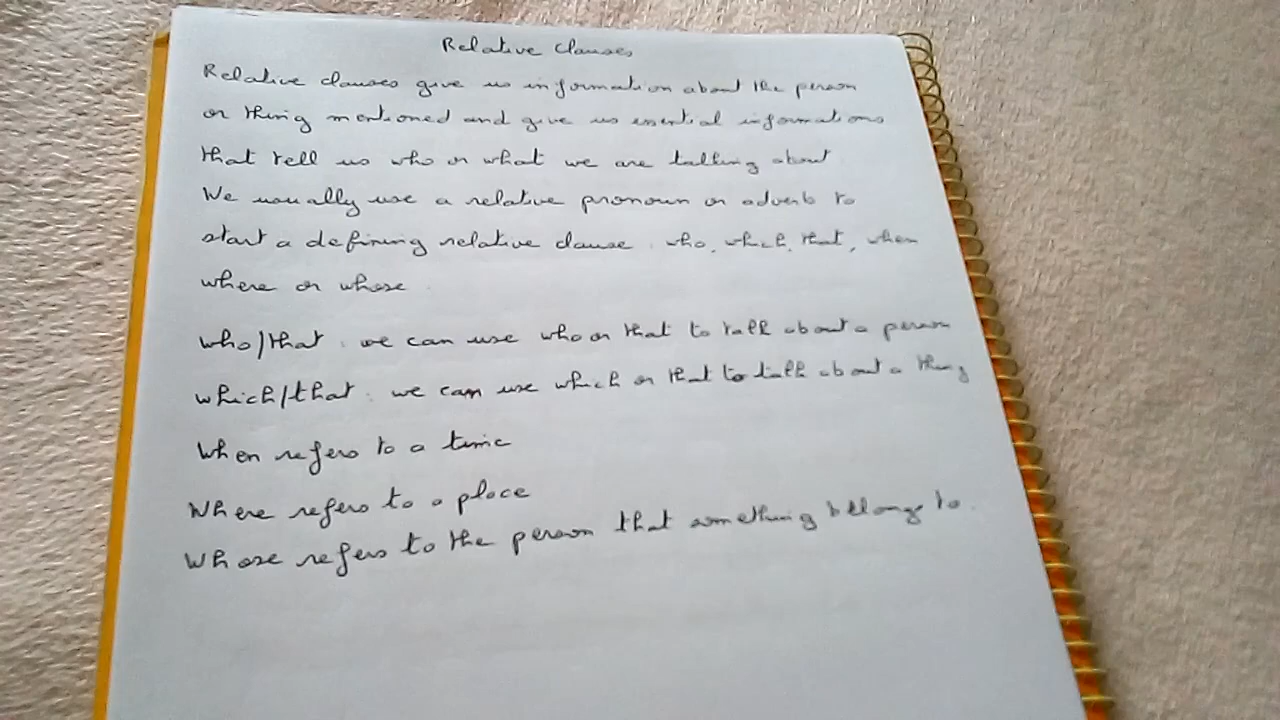 Relative Clauses
Relative clauses give us information about the person
or thing mentioned and give us essential informations
that tell us who or what we are talking about
We usually use a relative pronoun or adverb to
start a defining relative clause : who, which, that, when
where or whose
who/that : we can use who or that to talk about a person
which/that : we can use which or that to talk about a thing
When refers to a time
Where refers to a place
Whose refers to the person that something belongs to.